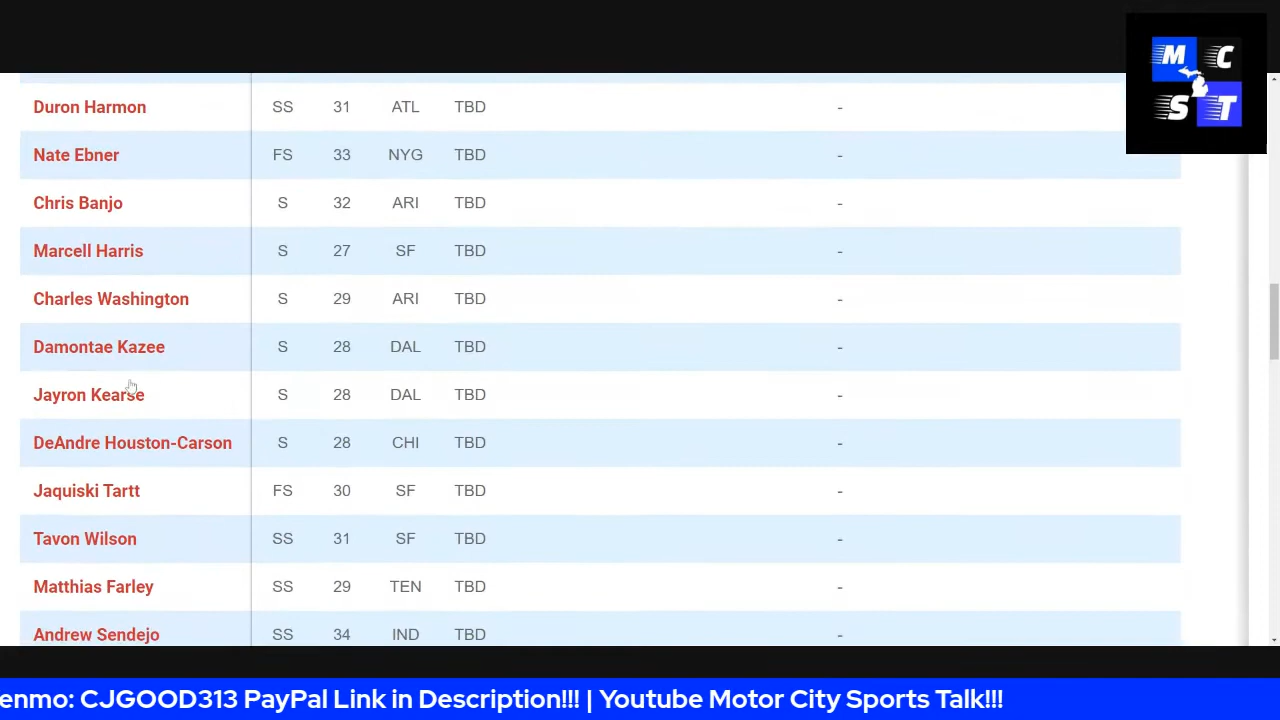 M C
S T
Duron Harmon SS 31 ATL TBD -
Nate Ebner FS 33 NYG TBD -
Chris Banjo S 32 ARI TBD -
Marcell Harris S 27 SF TBD -
Charles Washington S 29 ARI TBD -
Damontae Kazee S 28 DAL TBD -
Jayron Kearse S 28 DAL TBD -
DeAndre Houston-Carson S 28 CHI TBD -
Jaquiski Tartt FS 30 SF TBD -
Tavon Wilson SS 31 SF TBD -
Matthias Farley SS 29 TEN TBD -
Andrew Sendejo SS 34 IND TBD -
enmo: CJGOOD313 PayPal Link in Description!!! | Youtube Motor City Sports Talk!!!